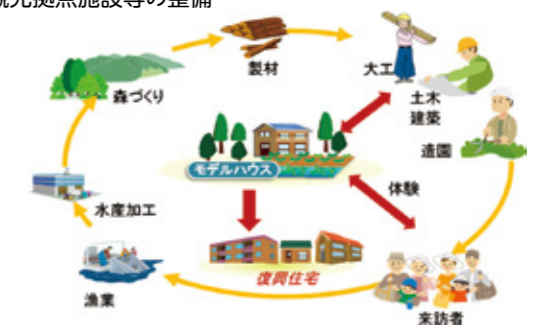 観光拠点施設等の整備
製材
大工
土木
建築
森づくり
造園
モデルハウス
体験
水産加工
復興住宅
漁業
来訪者